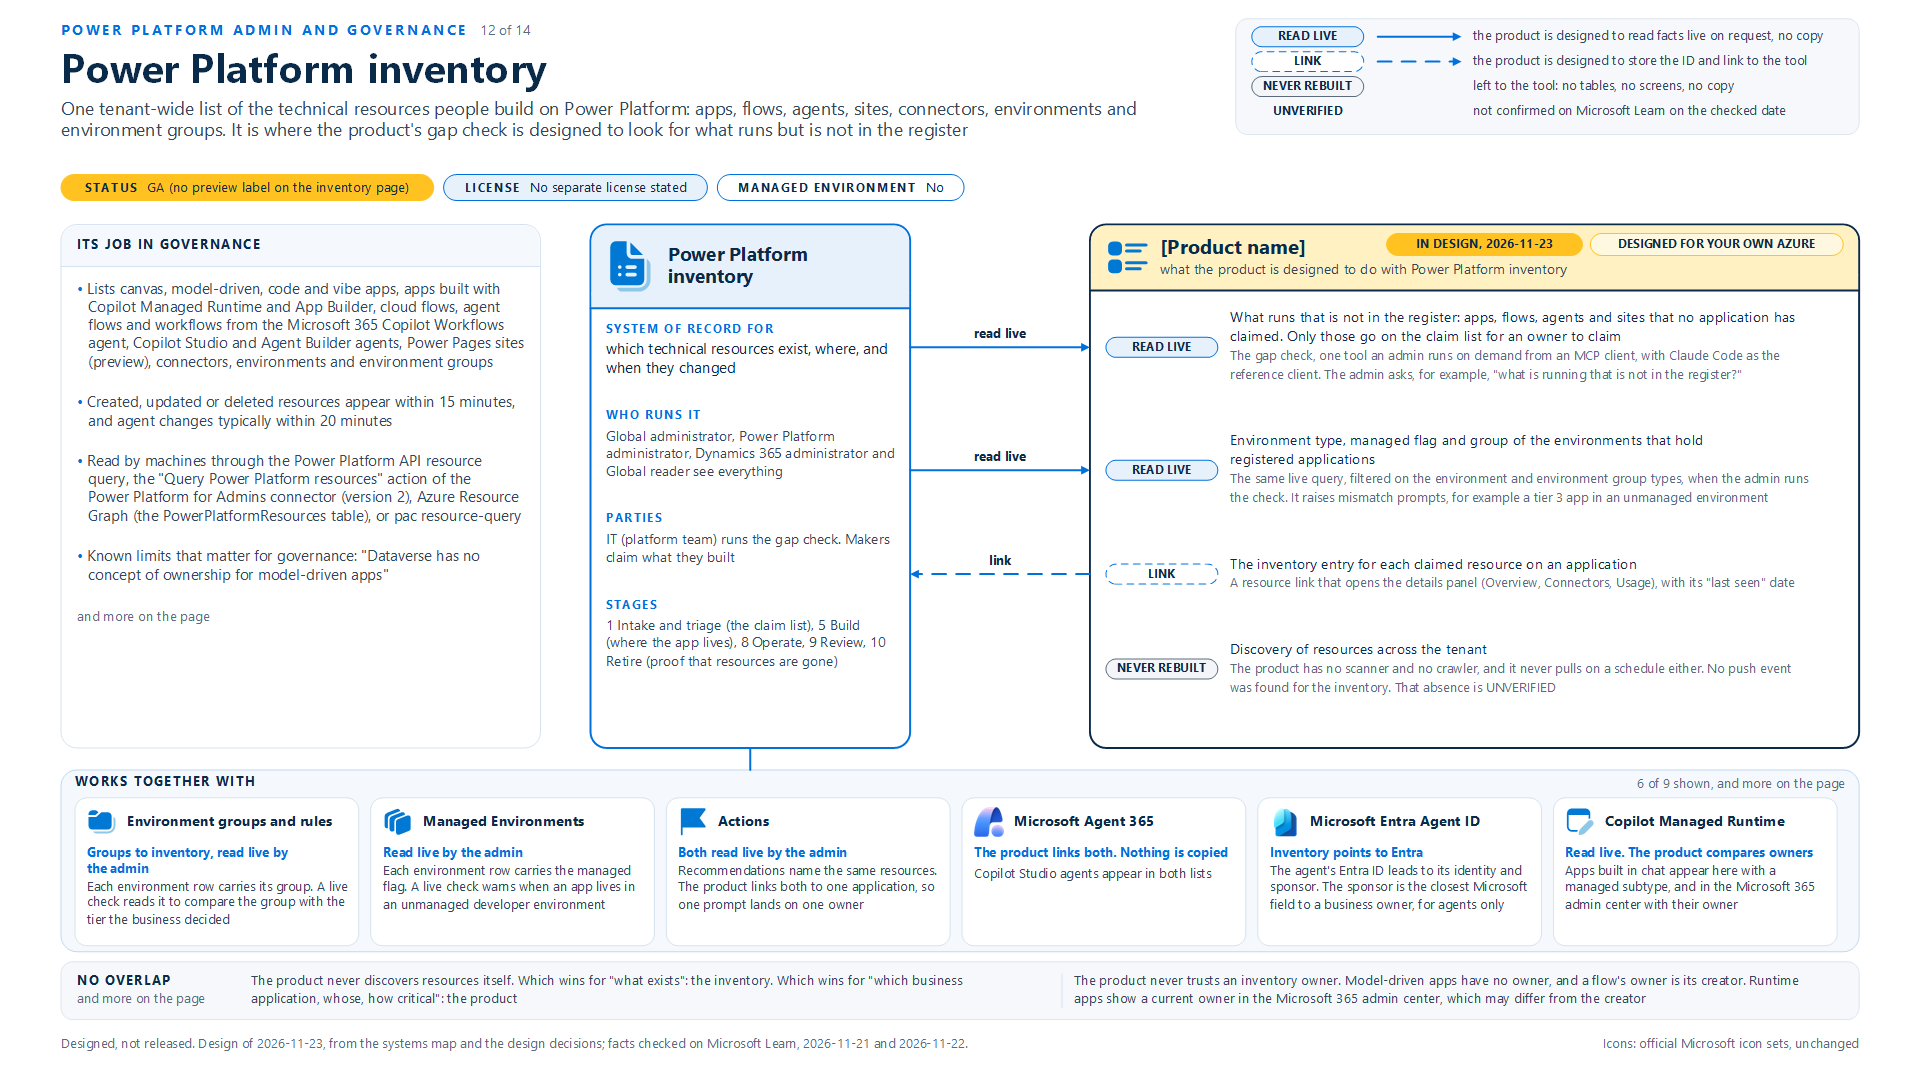 POWER PLATFORM ADMIN AND GOVERNANCE 12 of 14
Power Platform inventory
One tenant-wide list of the technical resources people build on Power Platform: apps, flows, agents, sites, connectors, environments and
environment groups. It is where the product's gap check is designed to look for what runs but is not in the register
READ LIVE the product is designed to read facts live on request, no copy
LINK the product is designed to store the ID and link to the tool
NEVER REBUILT left to the tool: no tables, no screens, no copy
UNVERIFIED not confirmed on Microsoft Learn on the checked date
STATUS GA (no preview label on the inventory page)
LICENSE No separate license stated
MANAGED ENVIRONMENT No
ITS JOB IN GOVERNANCE
• Lists canvas, model-driven, code and vibe apps, apps built with
Copilot Managed Runtime and App Builder, cloud flows, agent
flows and workflows from the Microsoft 365 Copilot Workflows
agent, Copilot Studio and Agent Builder agents, Power Pages sites
(preview), connectors, environments and environment groups
• Created, updated or deleted resources appear within 15 minutes,
and agent changes typically within 20 minutes
• Read by machines through the Power Platform API resource
query, the "Query Power Platform resources" action of the
Power Platform for Admins connector (version 2), Azure Resource
Graph (the PowerPlatformResources table), or pac resource-query
• Known limits that matter for governance: "Dataverse has no
concept of ownership for model-driven apps"
and more on the page
Power Platform
inventory
SYSTEM OF RECORD FOR
which technical resources exist, where, and
when they changed
WHO RUNS IT
Global administrator, Power Platform
administrator, Dynamics 365 administrator and
Global reader see everything
PARTIES
IT (platform team) runs the gap check. Makers
claim what they built
STAGES
1 Intake and triage (the claim list), 5 Build
(where the app lives), 8 Operate, 9 Review, 10
Retire (proof that resources are gone)
read live
read live
link
[Product name]
IN DESIGN, 2026-11-23
DESIGNED FOR YOUR OWN AZURE
what the product is designed to do with Power Platform inventory
READ LIVE
What runs that is not in the register: apps, flows, agents and sites that no application has
claimed. Only those go on the claim list for an owner to claim
The gap check, one tool an admin runs on demand from an MCP client, with Claude Code as the
reference client. The admin asks, for example, "what is running that is not in the register?"
READ LIVE
Environment type, managed flag and group of the environments that hold
registered applications
The same live query, filtered on the environment and environment group types, when the admin runs
the check. It raises mismatch prompts, for example a tier 3 app in an unmanaged environment
LINK
The inventory entry for each claimed resource on an application
A resource link that opens the details panel (Overview, Connectors, Usage), with its "last seen" date
NEVER REBUILT
Discovery of resources across the tenant
The product has no scanner and no crawler, and it never pulls on a schedule either. No push event
was found for the inventory. That absence is UNVERIFIED
WORKS TOGETHER WITH
6 of 9 shown, and more on the page
Environment groups and rules
Groups to inventory, read live by
the admin
Each environment row carries its group. A live
check reads it to compare the group with the
tier the business decided
Managed Environments
Read live by the admin
Each environment row carries the managed
flag. A live check warns when an app lives in
an unmanaged developer environment
Actions
Both read live by the admin
Recommendations name the same resources.
The product links both to one application, so
one prompt lands on one owner
Microsoft Agent 365
The product links both. Nothing is copied
Copilot Studio agents appear in both lists
Microsoft Entra Agent ID
Inventory points to Entra
The agent's Entra ID leads to its identity and
sponsor. The sponsor is the closest Microsoft
field to a business owner, for agents only
Copilot Managed Runtime
Read live. The product compares owners
Apps built in chat appear here with a
managed subtype, and in the Microsoft 365
admin center with their owner
NO OVERLAP
and more on the page
The product never discovers resources itself. Which wins for "what exists": the inventory. Which wins for "which business
application, whose, how critical": the product
The product never trusts an inventory owner. Model-driven apps have no owner, and a flow's owner is its creator. Runtime
apps show a current owner in the Microsoft 365 admin center, which may differ from the creator
Designed, not released. Design of 2026-11-23, from the systems map and the design decisions; facts checked on Microsoft Learn, 2026-11-21 and 2026-11-22.
Icons: official Microsoft icon sets, unchanged